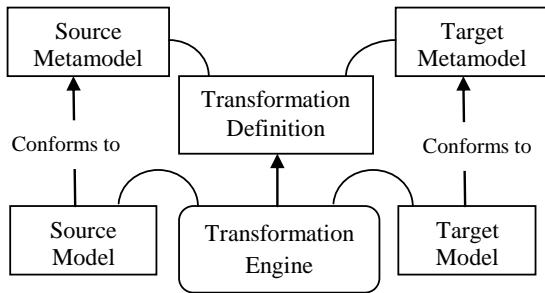 Source
Metamodel
Target
Metamodel
Transformation
Definition
Conforms to
Conforms to
Source
Model
Transformation
Engine
Target
Model